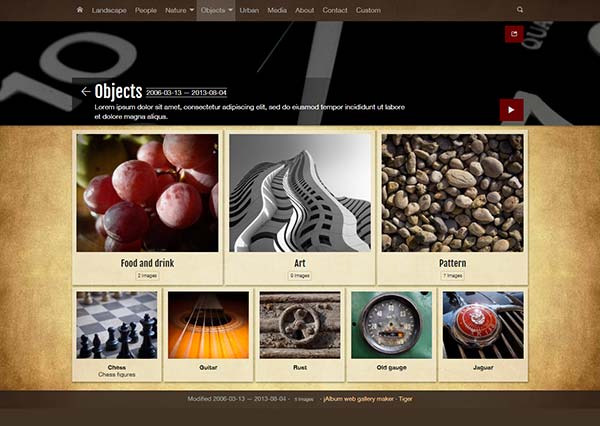 Landscape People Nature Objects Urban Media About Contact Custom
10
QUA
Objects 2006-03-13 — 2013-08-04
Lorem ipsum dolor sit amet, consectetur adipiscing elit, sed do eiusmod tempor incididunt ut labore
et dolore magna aliqua.
Food and drink Art Pattern
2 images 9 images 7 images
Chess Guitar Rust Old gauge Jaguar
Chess figures
Modified 2006-03-13 — 2013-08-04 - 5 images - jAlbum web gallery maker - Tiger